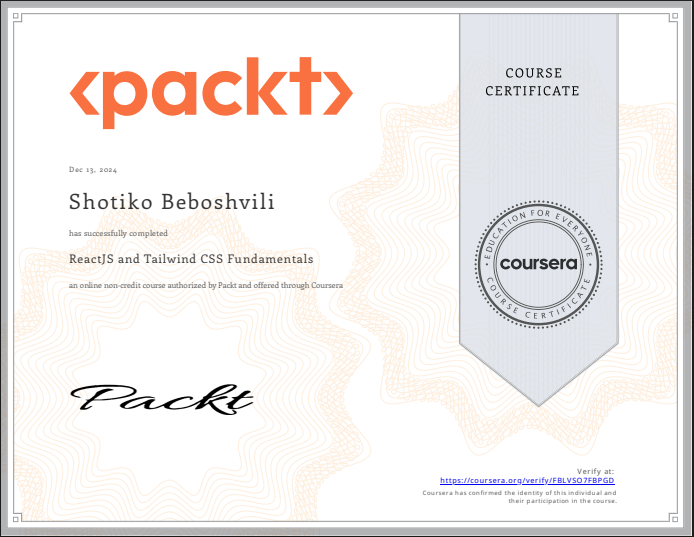 <packt>
COURSE
CERTIFICATE
Dec 13, 2024
Shotiko Beboshvili
has successfully completed
ReactJS and Tailwind CSS Fundamentals
an online non-credit course authorized by Packt and offered through Coursera
EDUCATION FOR EVERYONE
coursera
COURSE CERTIFICATE
Packt
Verify at:
https://coursera.org/verify/FBLVSO7FBPGD
Coursera has confirmed the identity of this individual and
their participation in the course.